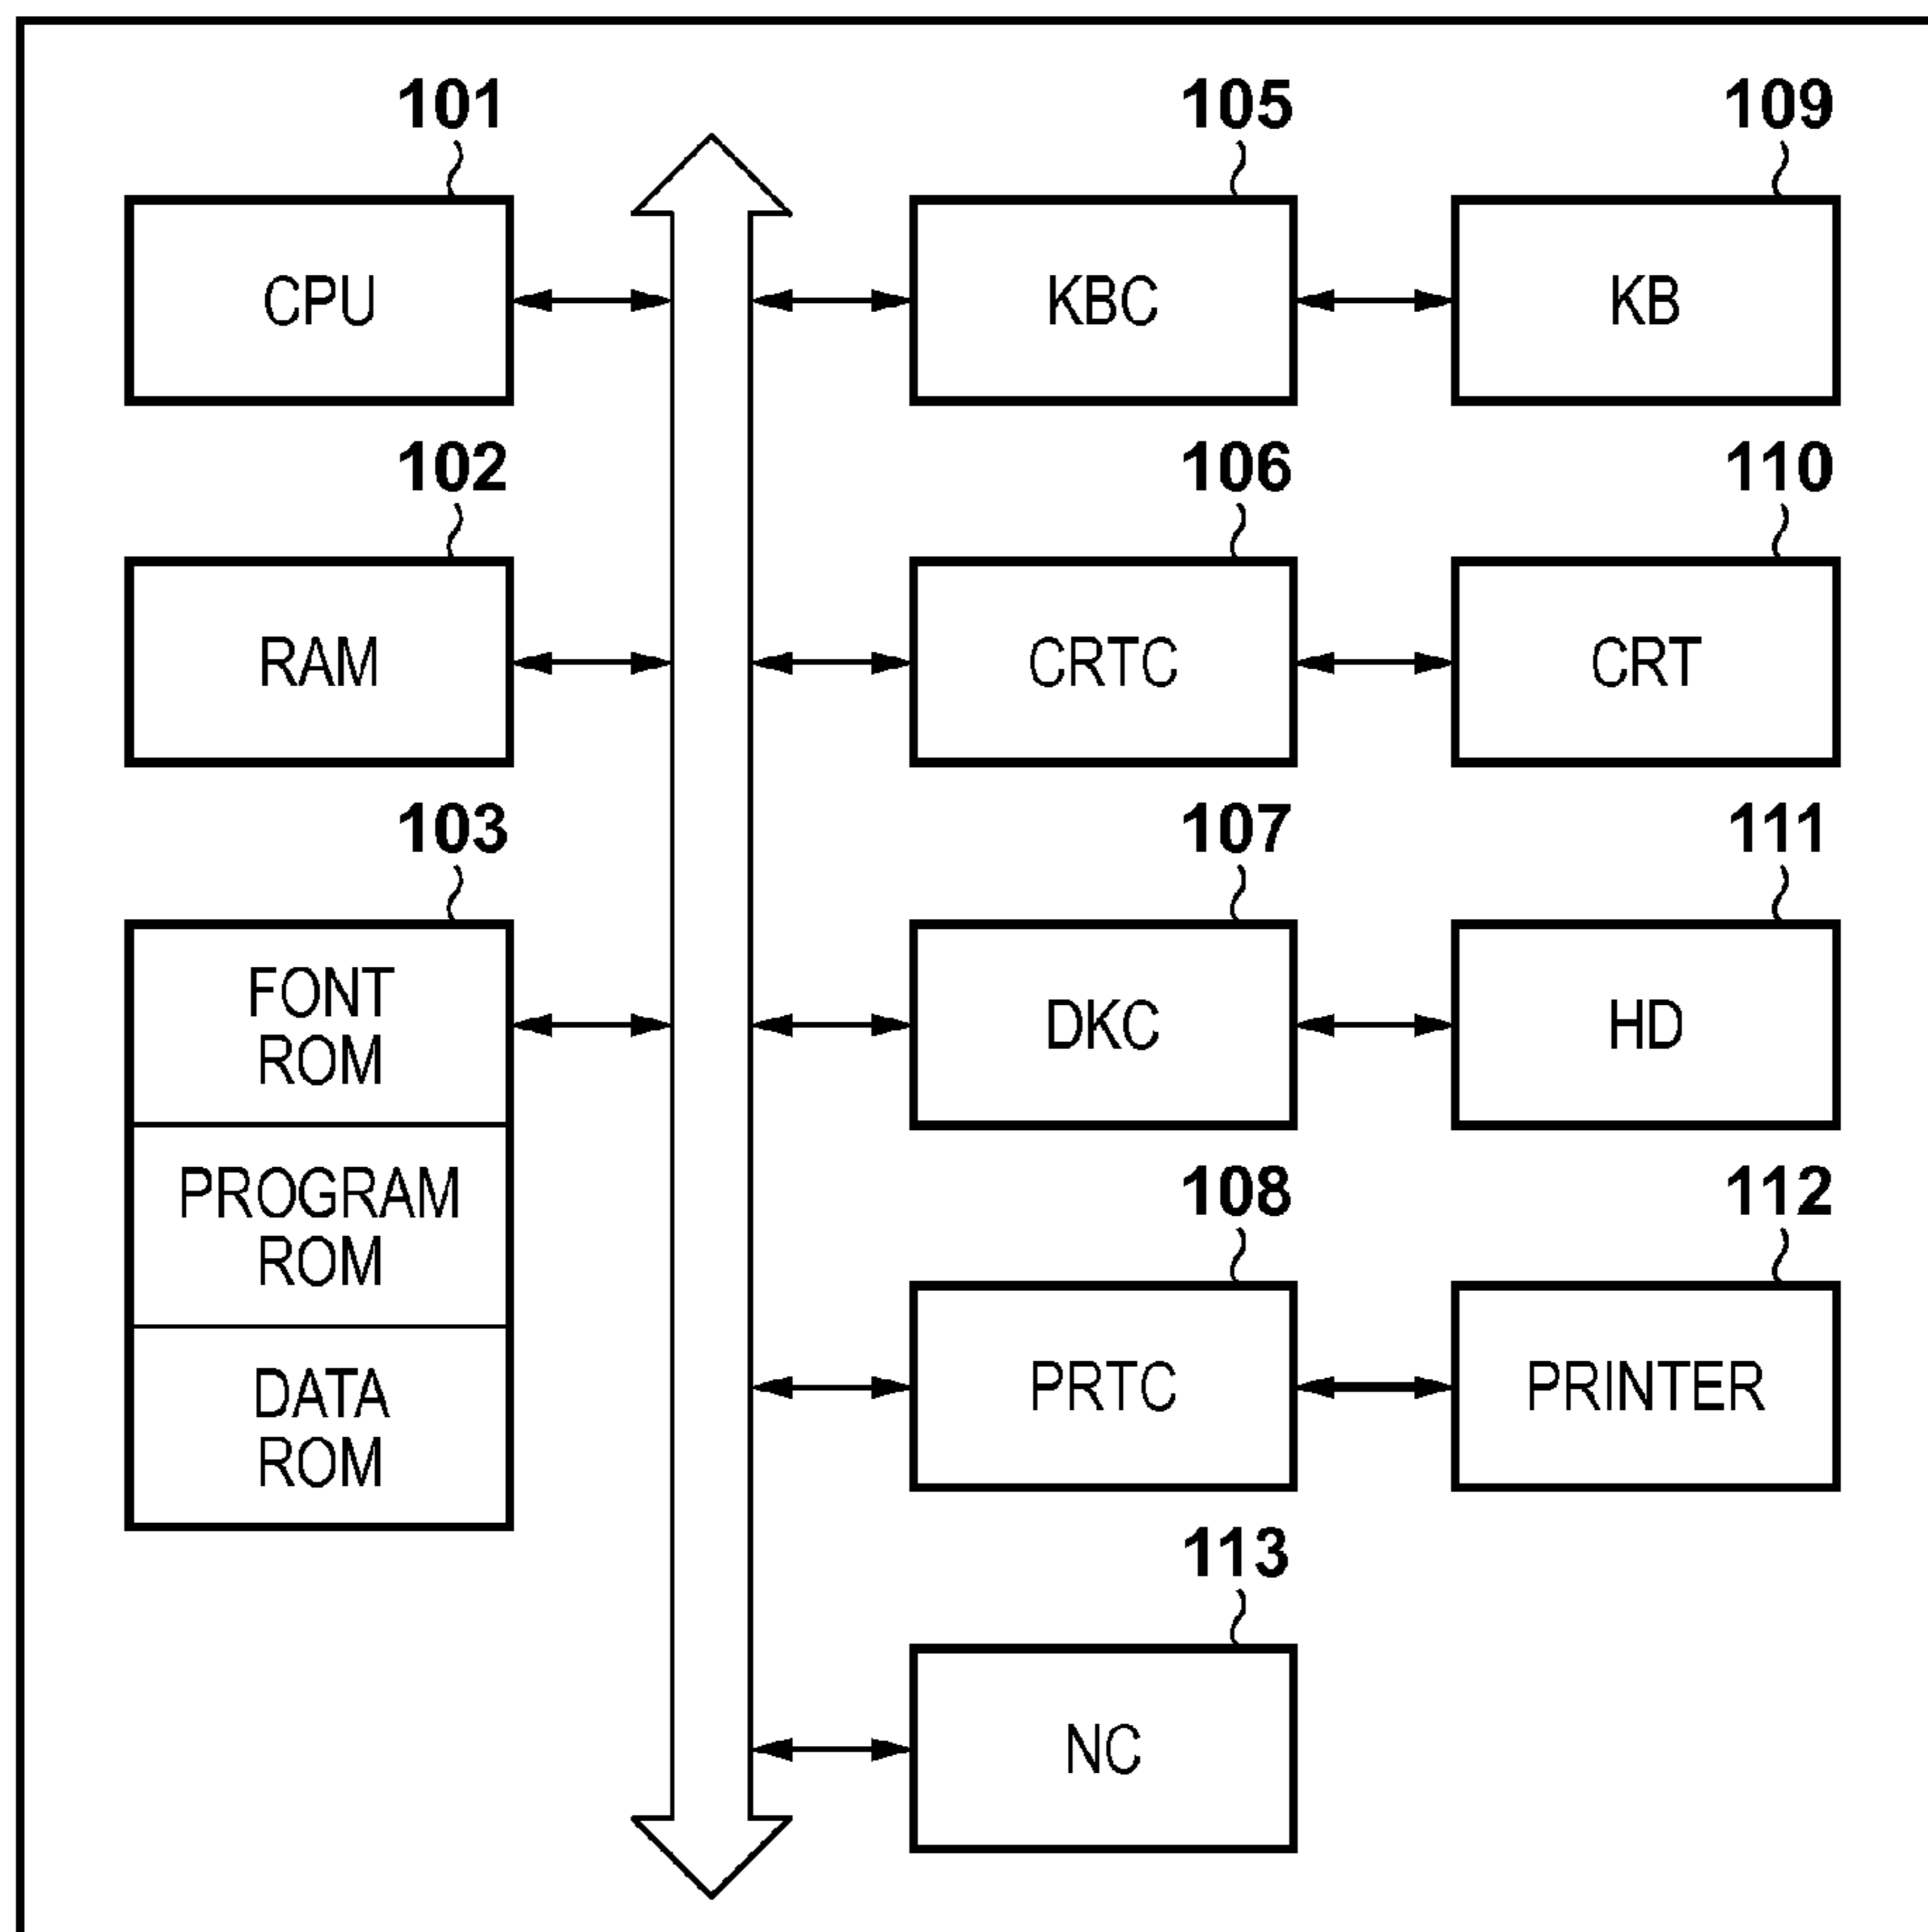 101
105
109
CPU
KBC
KB
102
106
110
RAM
CRTC
CRT
103
107
111
FONT
ROM
DKC
HD
PROGRAM
ROM
108
112
DATA
ROM
PRTC
PRINTER
113
NC